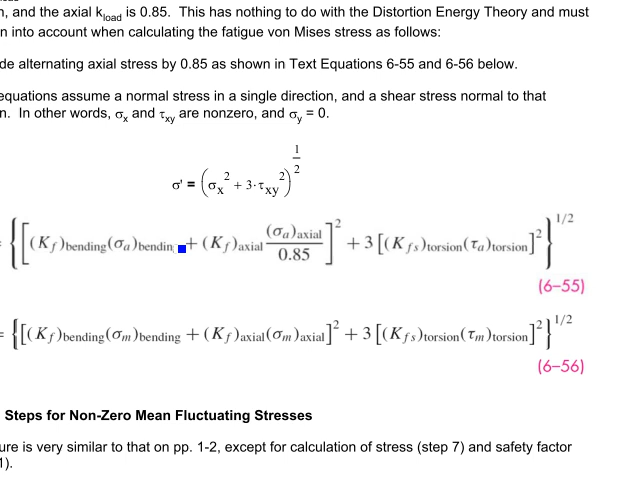 n, and the axial kload is 0.85. This has nothing to do with the Distortion Energy Theory and must
n into account when calculating the fatigue von Mises stress as follows:
de alternating axial stress by 0.85 as shown in Text Equations 6-55 and 6-56 below.
equations assume a normal stress in a single direction, and a shear stress normal to that
n. In other words, σx and τxy are nonzero, and σy = 0.
σ' = (σx² + 3·τxy²)^(1/2)
= {[(Kf)bending(σa)bendin + (Kf)axial (σa)axial/0.85]² + 3[(Kfs)torsion(τa)torsion]²}^1/2
(6–55)
= {[(Kf)bending(σm)bending + (Kf)axial(σm)axial]² + 3[(Kfs)torsion(τm)torsion]²}^1/2
(6–56)
Steps for Non-Zero Mean Fluctuating Stresses
ure is very similar to that on pp. 1-2, except for calculation of stress (step 7) and safety factor
1).